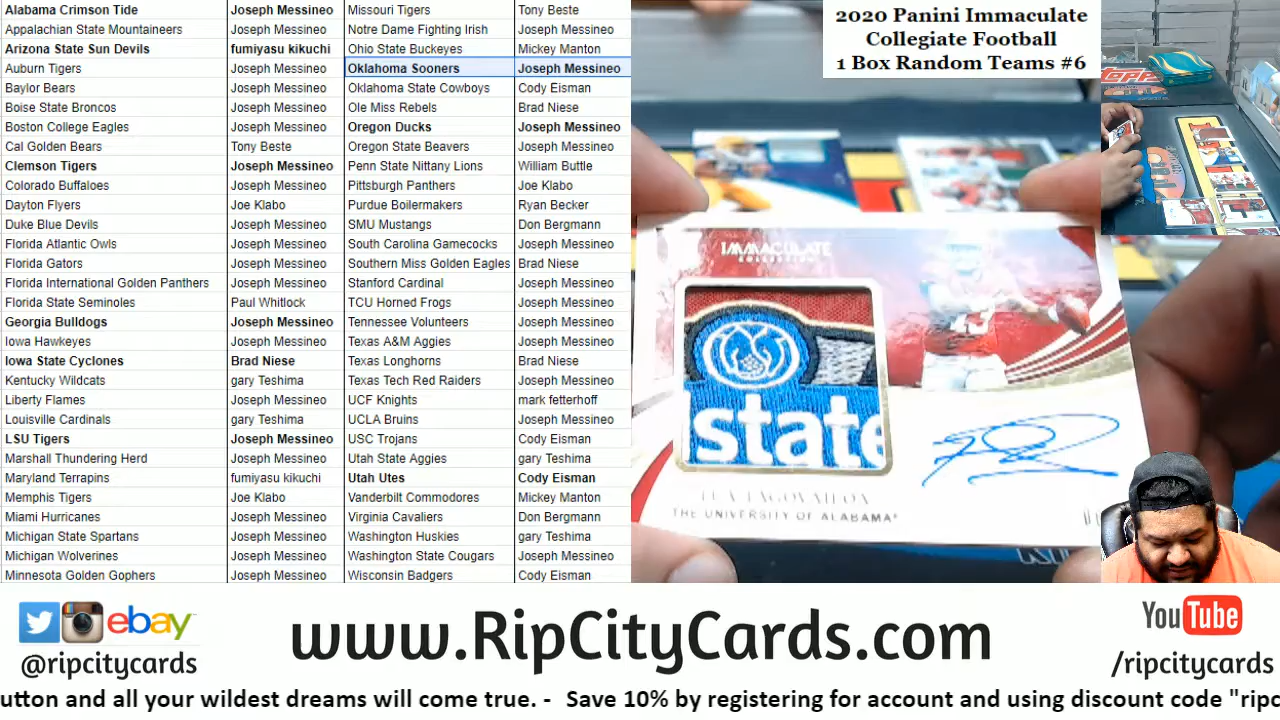 Alabama Crimson Tide Joseph Messineo Missouri Tigers Tony Beste
Appalachian State Mountaineers Joseph Messineo Notre Dame Fighting Irish Joseph Messineo
Arizona State Sun Devils fumiyasu kikuchi Ohio State Buckeyes Mickey Manton
Auburn Tigers Joseph Messineo Oklahoma Sooners Joseph Messineo
Baylor Bears Joseph Messineo Oklahoma State Cowboys Cody Eisman
Boise State Broncos Joseph Messineo Ole Miss Rebels Brad Niese
Boston College Eagles Joseph Messineo Oregon Ducks Joseph Messineo
Cal Golden Bears Tony Beste Oregon State Beavers Joseph Messineo
Clemson Tigers Joseph Messineo Penn State Nittany Lions William Buttle
Colorado Buffaloes Joseph Messineo Pittsburgh Panthers Joe Klabo
Dayton Flyers Joe Klabo Purdue Boilermakers Ryan Becker
Duke Blue Devils Joseph Messineo SMU Mustangs Don Bergmann
Florida Atlantic Owls Joseph Messineo South Carolina Gamecocks Joseph Messineo
Florida Gators Joseph Messineo Southern Miss Golden Eagles Brad Niese
Florida International Golden Panthers Joseph Messineo Stanford Cardinal Joseph Messineo
Florida State Seminoles Paul Whitlock TCU Horned Frogs Joseph Messineo
Georgia Bulldogs Joseph Messineo Tennessee Volunteers Joseph Messineo
Iowa Hawkeyes Joseph Messineo Texas A&M Aggies Joseph Messineo
Iowa State Cyclones Brad Niese Texas Longhorns Brad Niese
Kentucky Wildcats gary Teshima Texas Tech Red Raiders Joseph Messineo
Liberty Flames Joseph Messineo UCF Knights mark fetterhoff
Louisville Cardinals gary Teshima UCLA Bruins Joseph Messineo
LSU Tigers Joseph Messineo USC Trojans Cody Eisman
Marshall Thundering Herd Joseph Messineo Utah State Aggies gary Teshima
Maryland Terrapins fumiyasu kikuchi Utah Utes Cody Eisman
Memphis Tigers Joe Klabo Vanderbilt Commodores Mickey Manton
Miami Hurricanes Joseph Messineo Virginia Cavaliers Don Bergmann
Michigan State Spartans Joseph Messineo Washington Huskies gary Teshima
Michigan Wolverines Joseph Messineo Washington State Cougars Joseph Messineo
Minnesota Golden Gophers Joseph Messineo Wisconsin Badgers Cody Eisman
2020 Panini Immaculate
Collegiate Football
1 Box Random Teams #6
TOPPS
IMMACULATE
COLLECTION
state
TUA TAGOVAILOA
THE UNIVERSITY OF ALABAMA
ebay
@ripcitycards
www.RipCityCards.com
YouTube
/ripcitycards
utton and all your wildest dreams will come true. - Save 10% by registering for account and using discount code "ripc